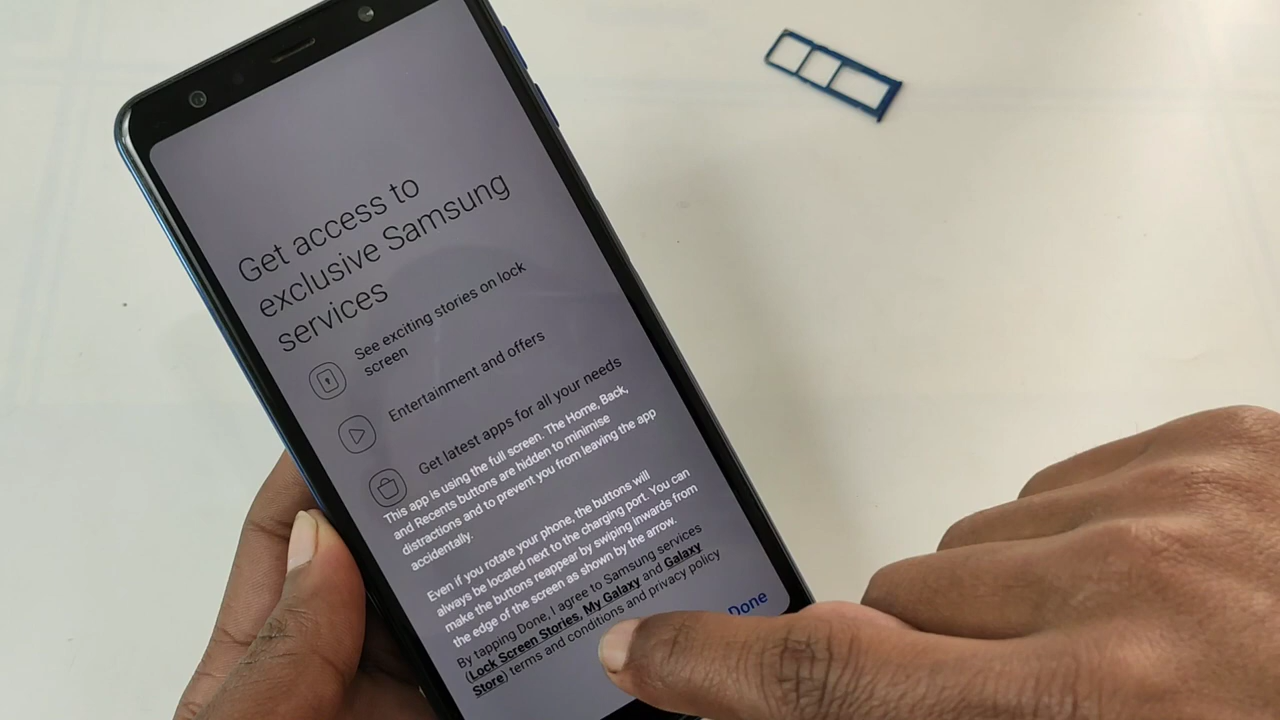 Get access to
exclusive Samsung
services
See exciting stories on lock
screen
Entertainment and offers
Get latest apps for all your needs
This app is using the full screen. The Home, Back,
and Recents buttons are hidden to minimise
distractions and to prevent you from leaving the app
accidentally.
Even if you rotate your phone, the buttons will
always be located next to the charging port. You can
make the buttons reappear by swiping inwards from
the edge of the screen as shown by the arrow.
By tapping Done, I agree to Samsung services
(Lock Screen Stories, My Galaxy and Galaxy
Store) terms and conditions and privacy policy
Done